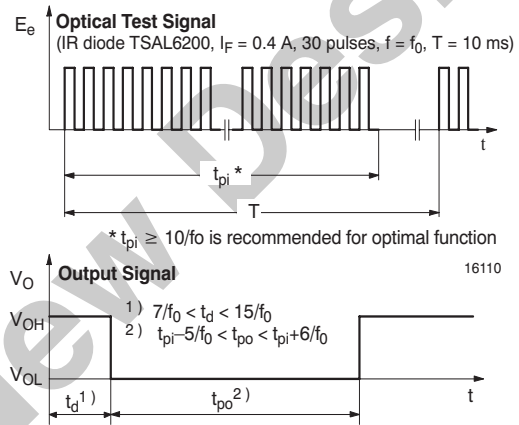 Optical Test Signal
Eₑ
(IR diode TSAL6200, I_F = 0.4 A, 30 pulses, f = f₀, T = 10 ms)
t
t_pi *
T
* t_pi ≥ 10/fo is recommended for optimal function
Output Signal
16110
V_O
V_OH
1) 7/f₀ < t_d < 15/f₀
2) t_pi–5/f₀ < t_po < t_pi+6/f₀
V_OL
t_d 1)
t_po 2)
t